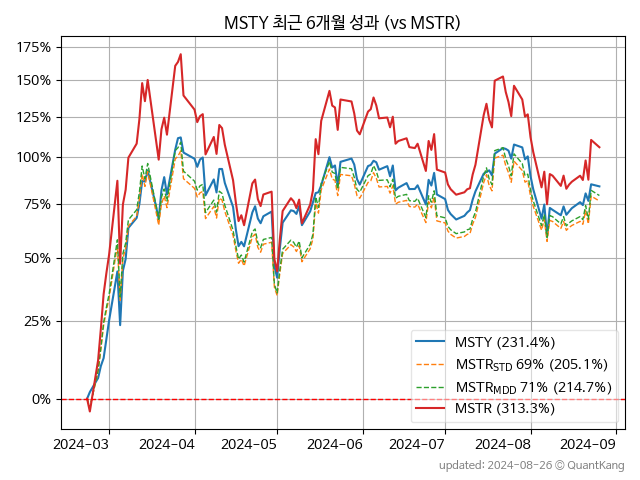 MSTY 최근 6개월 성과 (vs MSTR)
175%
150%
125%
100%
75%
50%
25%
0%
MSTY (231.4%)
MSTR_STD 69% (205.1%)
MSTR_MDD 71% (214.7%)
MSTR (313.3%)
2024-03
2024-04
2024-05
2024-06
2024-07
2024-08
2024-09
updated: 2024-08-26 © QuantKang